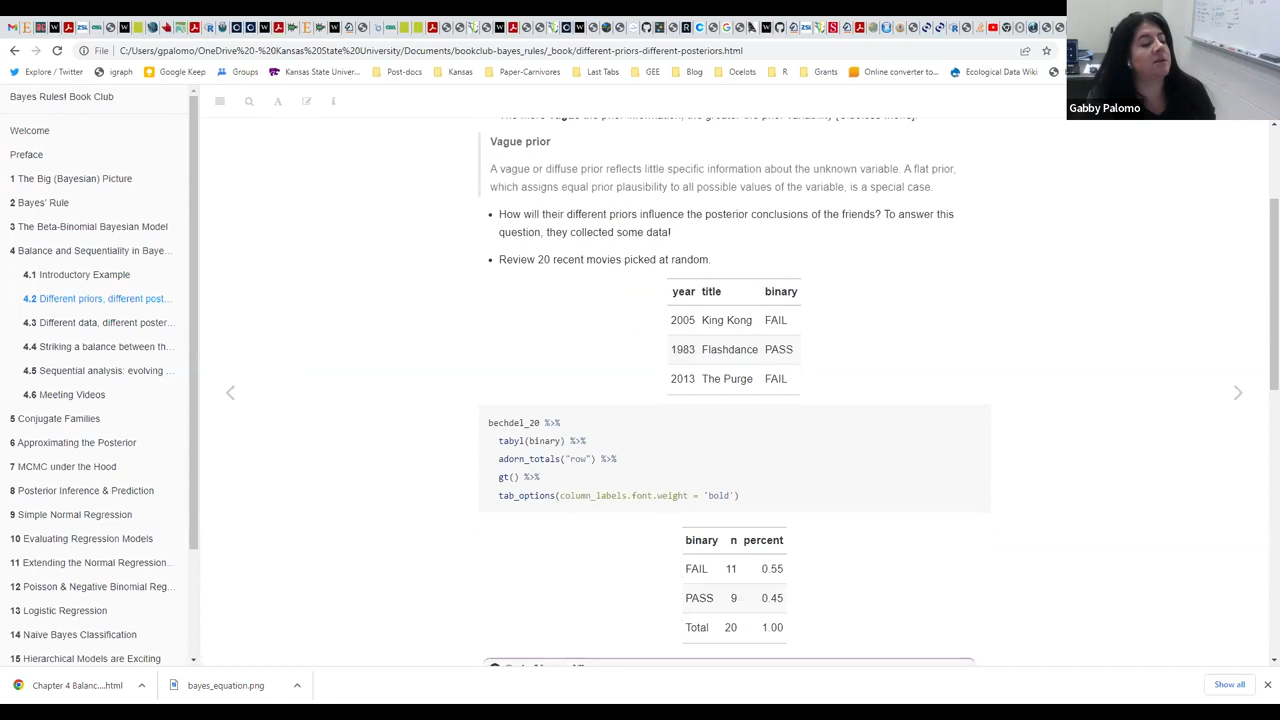 File
C:/Users/gpalomo/OneDrive%20-%20Kansas%20State%20University/Documents/bookclub-bayes_rules/_book/different-priors-different-posteriors.html
Explore / Twitter
igraph
Google Keep
Groups
Kansas State Univer...
Post-docs
Kansas
Paper-Carnivores
Last Tabs
GEE
Blog
Ocelots
R
Grants
Online converter to...
Ecological Data Wiki
Gabby Palomo
Bayes Rules! Book Club
Welcome
Preface
1 The Big (Bayesian) Picture
2 Bayes' Rule
3 The Beta-Binomial Bayesian Model
4 Balance and Sequentiality in Baye...
4.1 Introductory Example
4.2 Different priors, different post...
4.3 Different data, different poster...
4.4 Striking a balance between th...
4.5 Sequential analysis: evolving ...
4.6 Meeting Videos
5 Conjugate Families
6 Approximating the Posterior
7 MCMC under the Hood
8 Posterior Inference & Prediction
9 Simple Normal Regression
10 Evaluating Regression Models
11 Extending the Normal Regression...
12 Poisson & Negative Binomial Reg...
13 Logistic Regression
14 Naive Bayes Classification
15 Hierarchical Models are Exciting
Vague prior
A vague or diffuse prior reflects little specific information about the unknown variable. A flat prior,
which assigns equal prior plausibility to all possible values of the variable, is a special case.
• How will their different priors influence the posterior conclusions of the friends? To answer this
question, they collected some data!
• Review 20 recent movies picked at random.
year title binary
2005 King Kong FAIL
1983 Flashdance PASS
2013 The Purge FAIL
bechdel_20 %>%
tabyl(binary) %>%
adorn_totals("row") %>%
gt() %>%
tab_options(column_labels.font.weight = 'bold')
binary n percent
FAIL 11 0.55
PASS 9 0.45
Total 20 1.00
Chapter 4 Balanc....html
bayes_equation.png
Show all